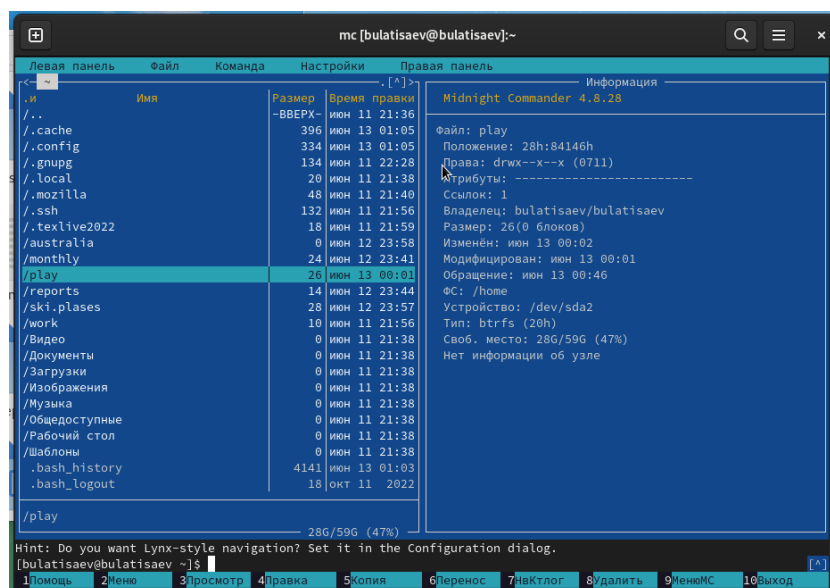 mc [bulatisaev@bulatisaev]:~
Левая панель Файл Команда Настройки Правая панель
<— ~ .[^]>
.и Имя Размер Время правки
/.. -ВВЕРХ- июн 11 21:36
/.cache 396 июн 13 01:05
/.config 334 июн 13 01:05
/.gnupg 134 июн 11 22:28
/.local 20 июн 11 21:38
/.mozilla 48 июн 11 21:40
/.ssh 132 июн 11 21:56
/.texlive2022 18 июн 11 21:59
/australia 0 июн 12 23:58
/monthly 24 июн 12 23:41
/play 26 июн 13 00:01
/reports 14 июн 12 23:44
/ski.plases 28 июн 12 23:57
/work 10 июн 11 21:56
/Видео 0 июн 11 21:38
/Документы 0 июн 11 21:38
/Загрузки 0 июн 11 21:38
/Изображения 0 июн 11 21:38
/Музыка 0 июн 11 21:38
/Общедоступные 0 июн 11 21:38
/Рабочий стол 0 июн 11 21:38
/Шаблоны 0 июн 11 21:38
.bash_history 4141 июн 13 01:03
.bash_logout 18 окт 11 2022
/play
28G/59G (47%)
Информация
Midnight Commander 4.8.28
Файл: play
Положение: 28h:84146h
Права: drwx--x--x (0711)
Атрибуты: -------------------------
Ссылок: 1
Владелец: bulatisaev/bulatisaev
Размер: 26(0 блоков)
Изменён: июн 13 00:02
Модифицирован: июн 13 00:01
Обращение: июн 13 00:46
ФС: /home
Устройство: /dev/sda2
Тип: btrfs (20h)
Своб. место: 28G/59G (47%)
Нет информации об узле
Hint: Do you want Lynx-style navigation? Set it in the Configuration dialog.
[bulatisaev@bulatisaev ~]$ [^]
1Помощь 2Меню 3Просмотр 4Правка 5Копия 6Перенос 7НвКтлог 8Удалить 9МенюМС 10Выход